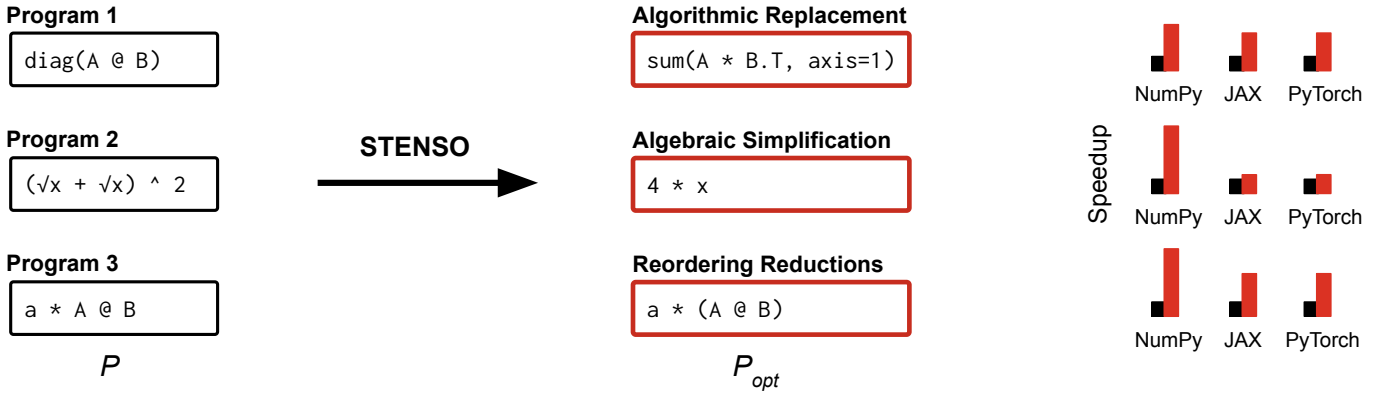 Program 1
diag(A @ B)
Program 2
(√x + √x) ^ 2
Program 3
a * A @ B
P
STENSO
Algorithmic Replacement
sum(A * B.T, axis=1)
Algebraic Simplification
4 * x
Reordering Reductions
a * (A @ B)
Popt
Speedup
NumPy JAX PyTorch
NumPy JAX PyTorch
NumPy JAX PyTorch